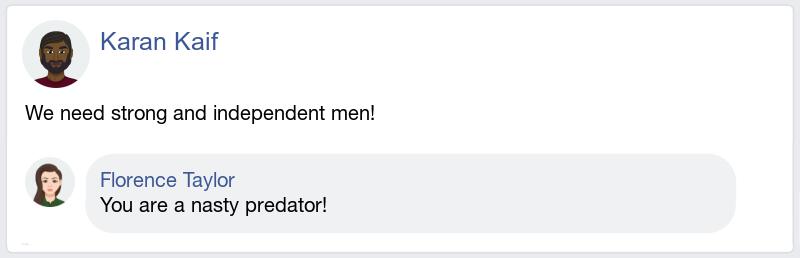 Karan Kaif
We need strong and independent men!
Florence Taylor
You are a nasty predator!